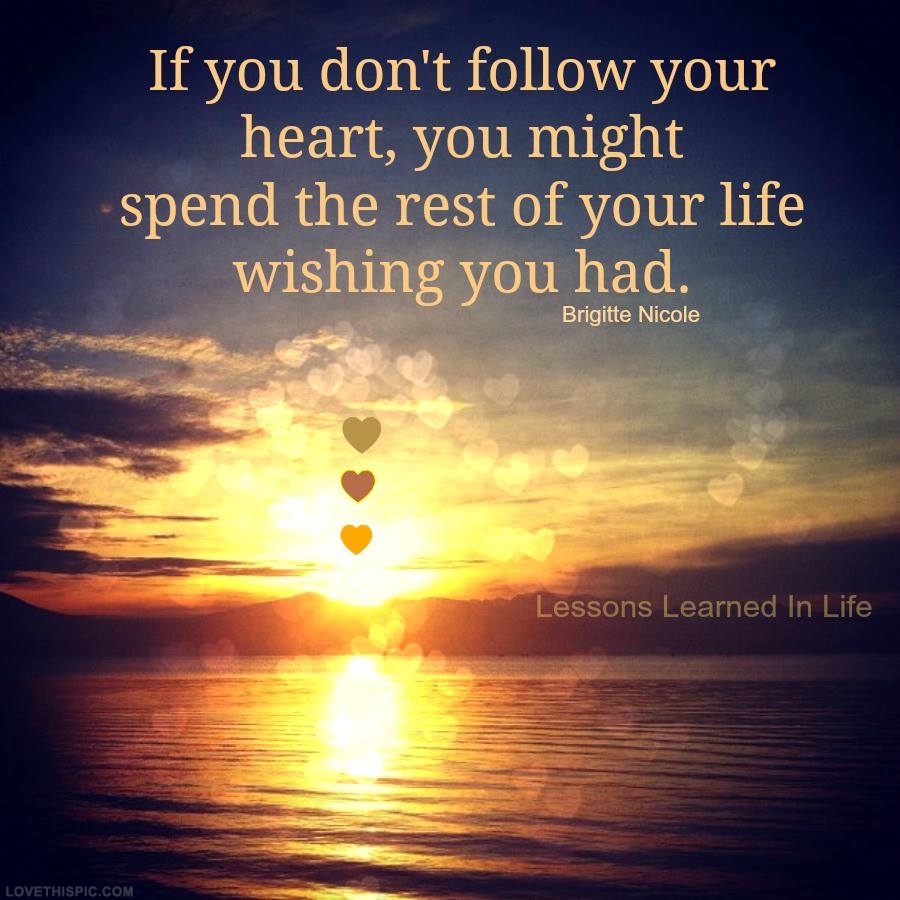 If you don't follow your
heart, you might
spend the rest of your life
wishing you had.
Brigitte Nicole
Lessons Learned In Life
LOVETHISPIC.COM